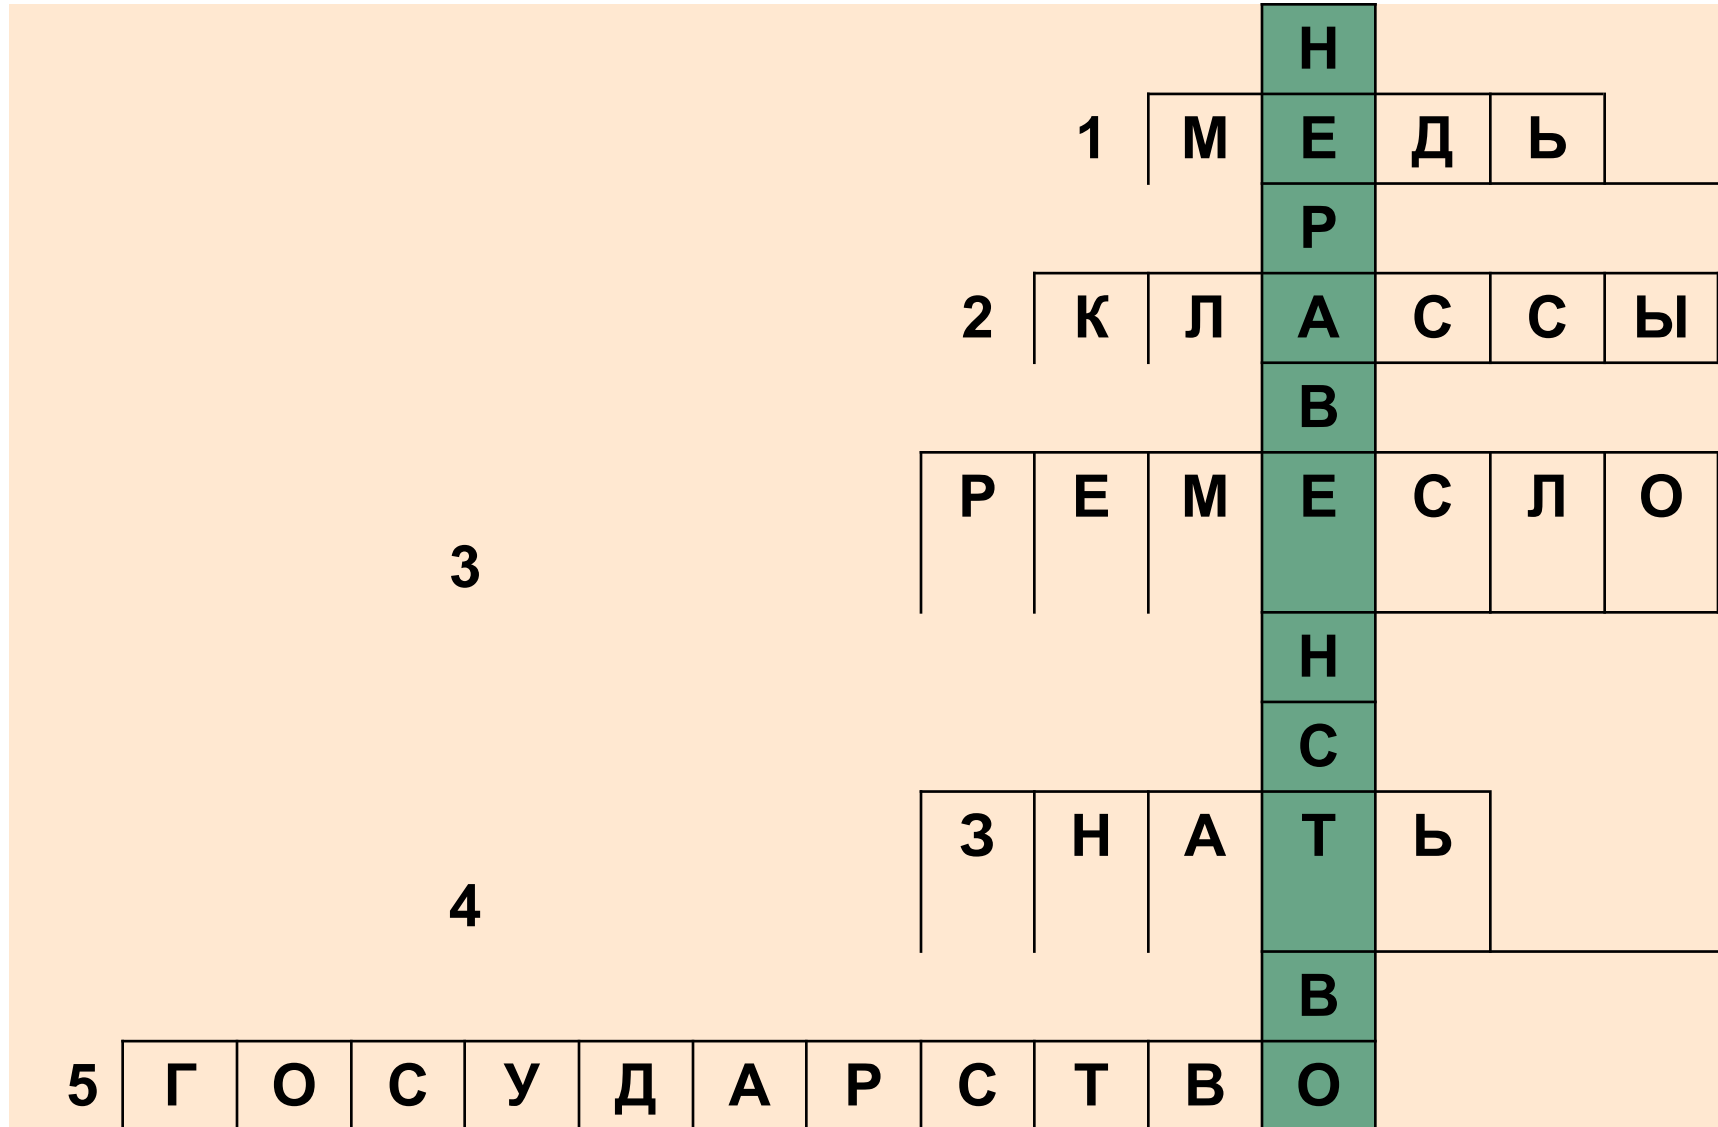 Н
1 М Е Д Ь
Р
2 К Л А С С Ы
В
Р Е М Е С Л О
3
Н
С
З Н А Т Ь
4
В
5 Г О С У Д А Р С Т В О